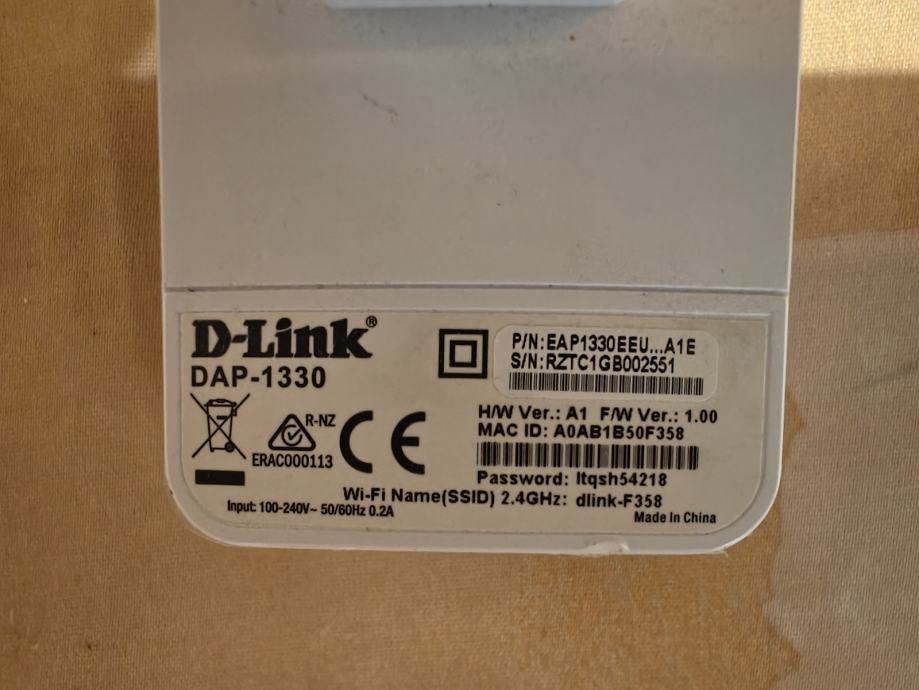 D-Link®
DAP-1330
P/N:EAP1330EEU...A1E
S/N:RZTC1GB002551
H/W Ver.: A1 F/W Ver.: 1.00
MAC ID: A0AB1B50F358
R-NZ
ERAC000113
CE
Password: ltqsh54218
Wi-Fi Name(SSID) 2.4GHz: dlink-F358
Input: 100-240V~ 50/60Hz 0.2A
Made In China